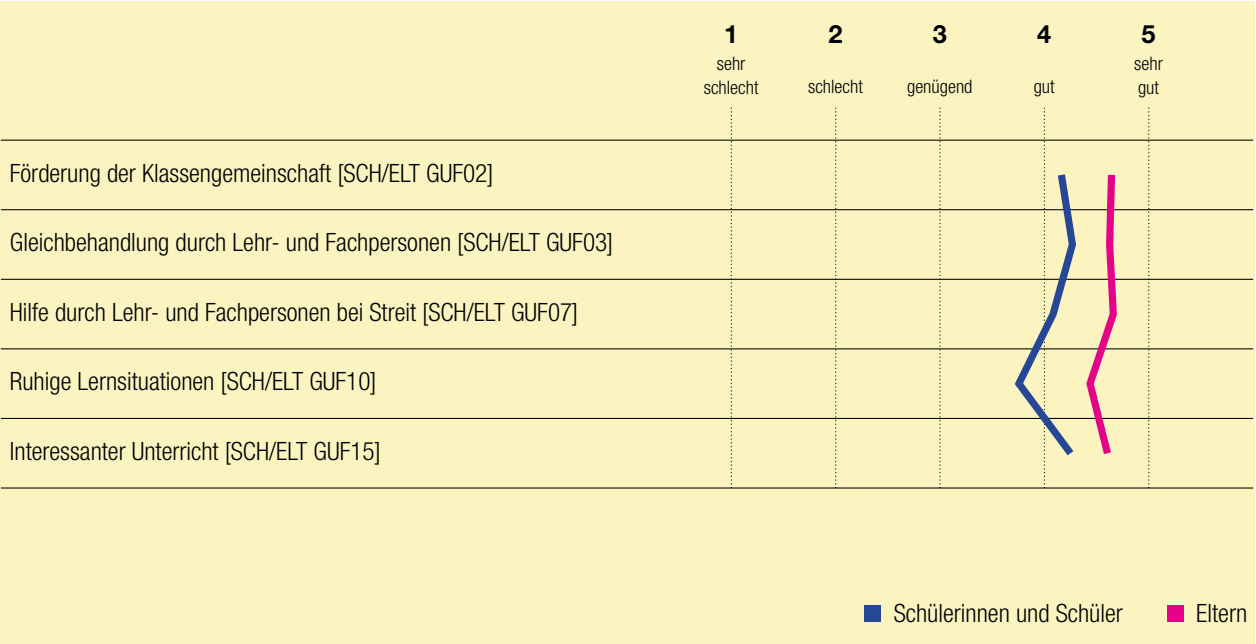 1 2 3 4 5
sehr sehr
schlecht schlecht genügend gut gut
Förderung der Klassengemeinschaft [SCH/ELT GUF02]
Gleichbehandlung durch Lehr- und Fachpersonen [SCH/ELT GUF03]
Hilfe durch Lehr- und Fachpersonen bei Streit [SCH/ELT GUF07]
Ruhige Lernsituationen [SCH/ELT GUF10]
Interessanter Unterricht [SCH/ELT GUF15]
Schülerinnen und Schüler Eltern